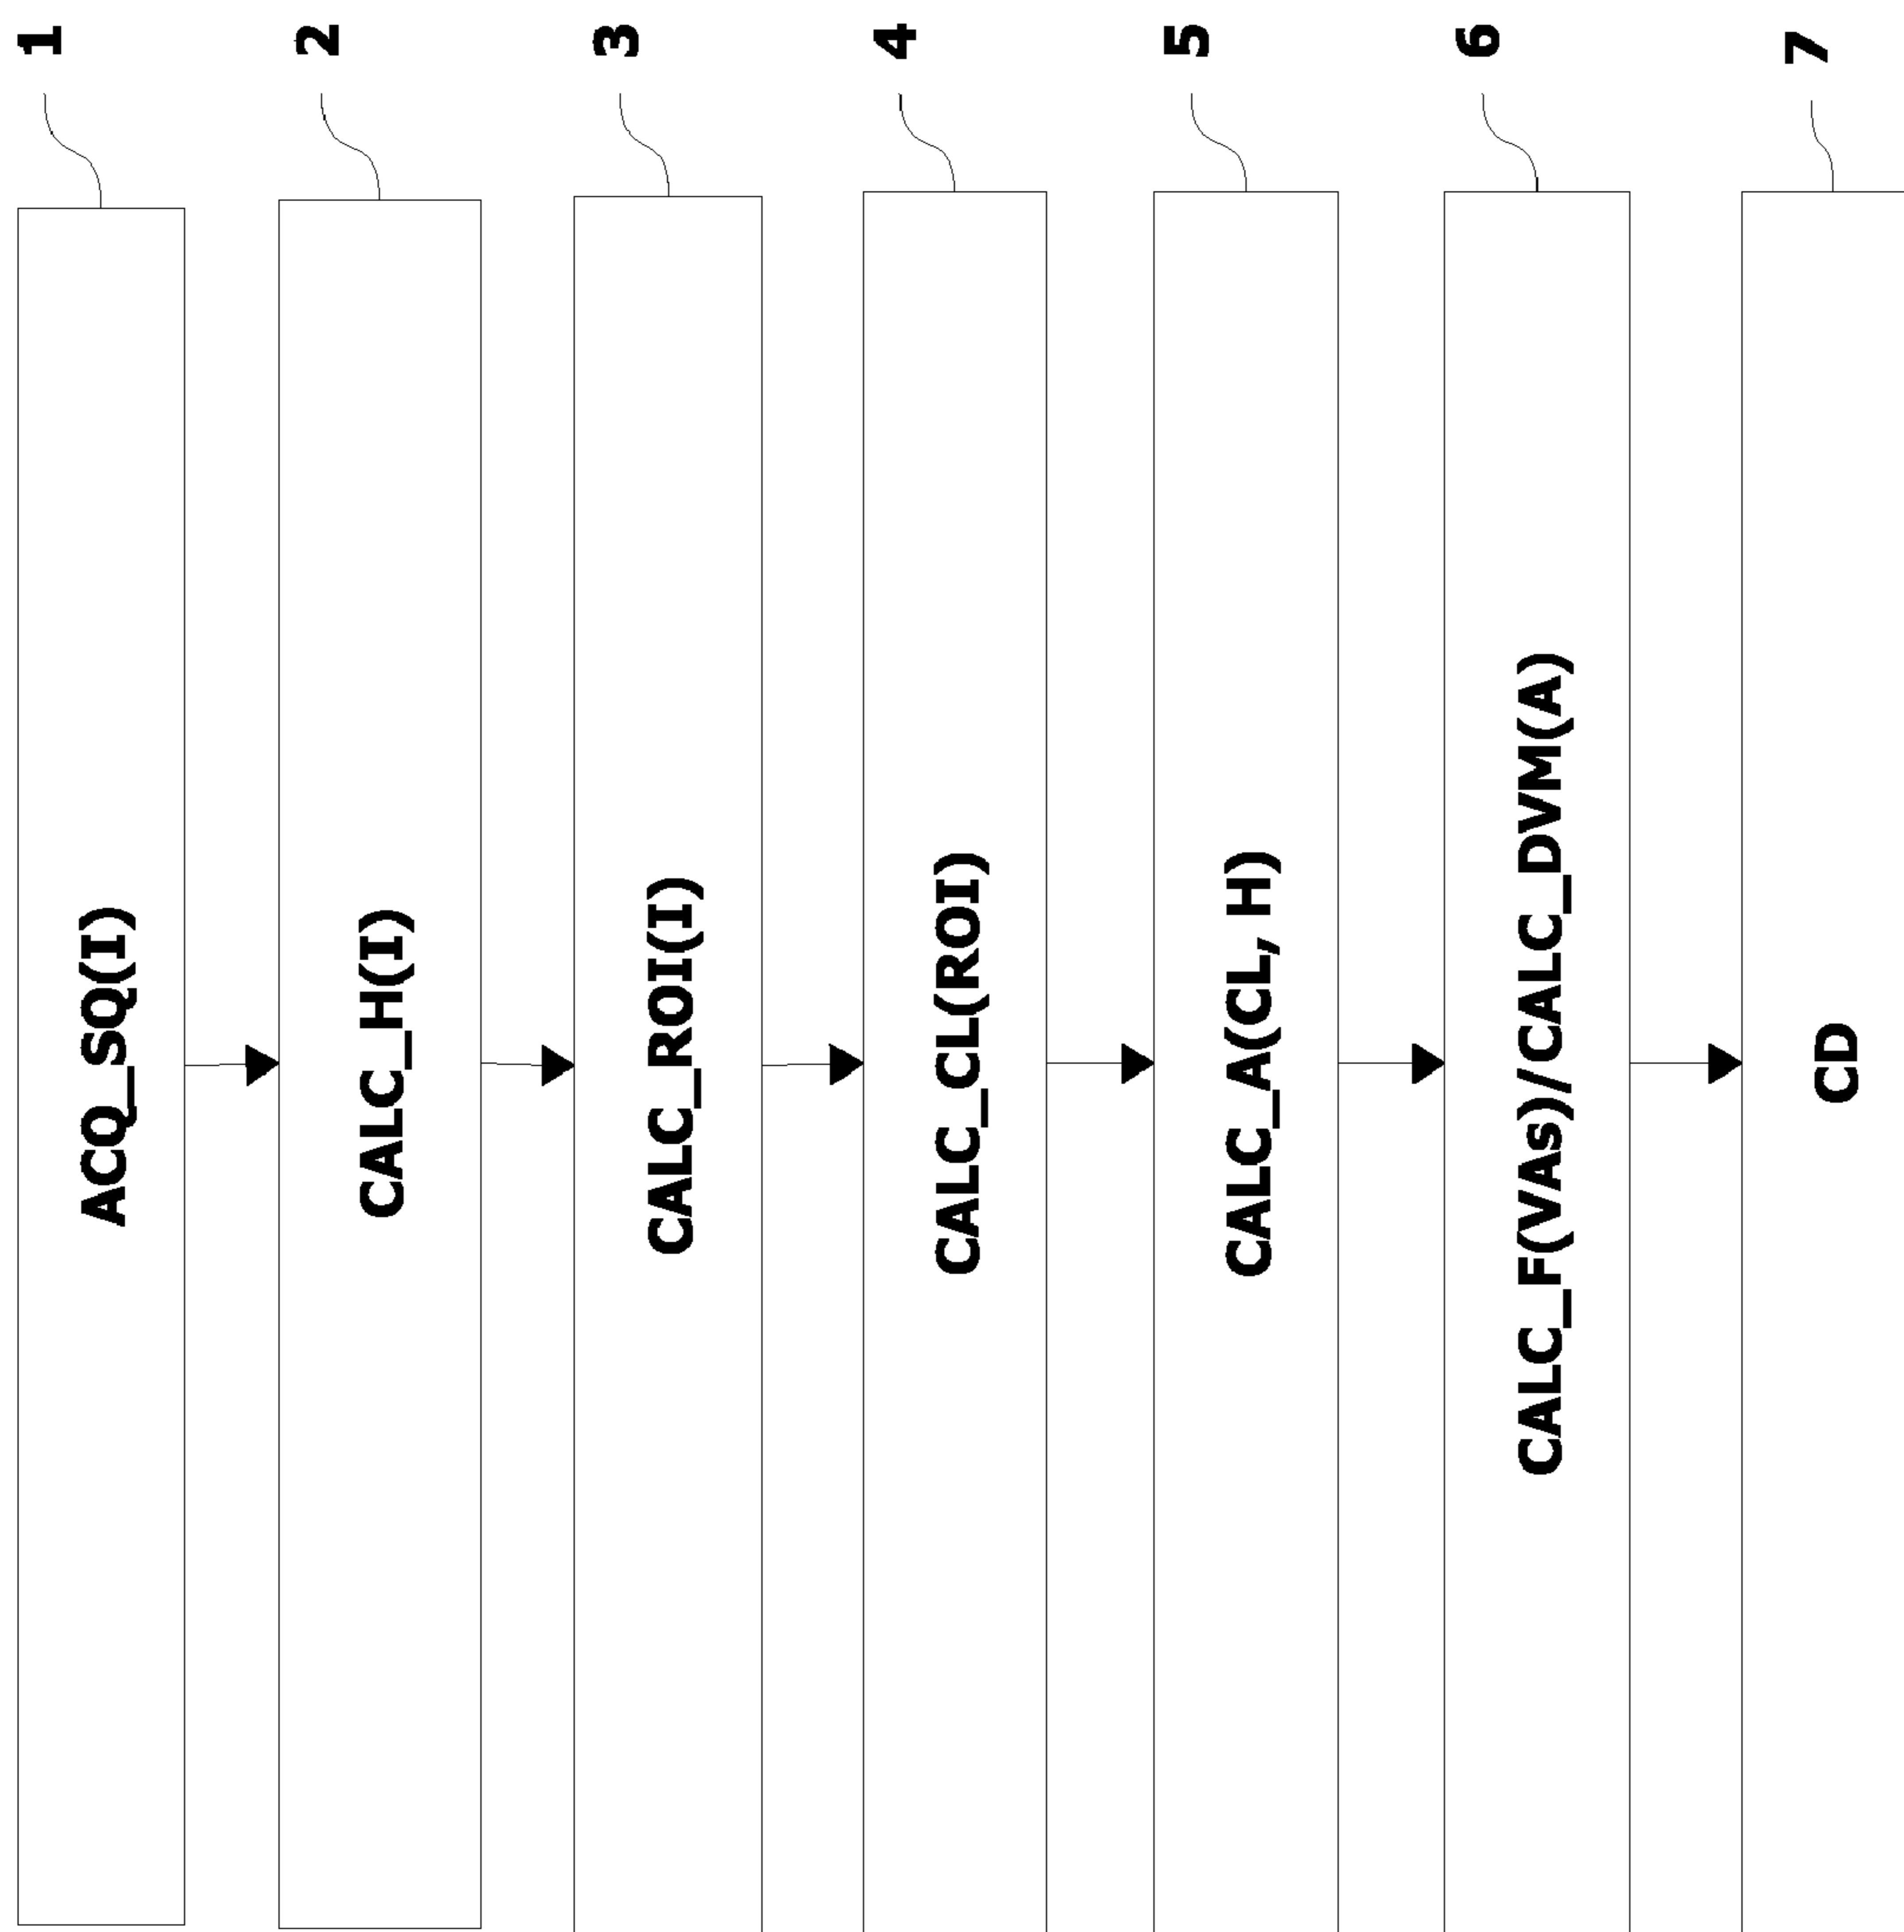 1
ACQ_SQ(I)
2
CALC_H(I)
3
CALC_ROI(I)
4
CALC_CL(ROI)
5
CALC_A(CL, H)
6
CALC_F(VAs)/CALC_DVM(A)
7
CD